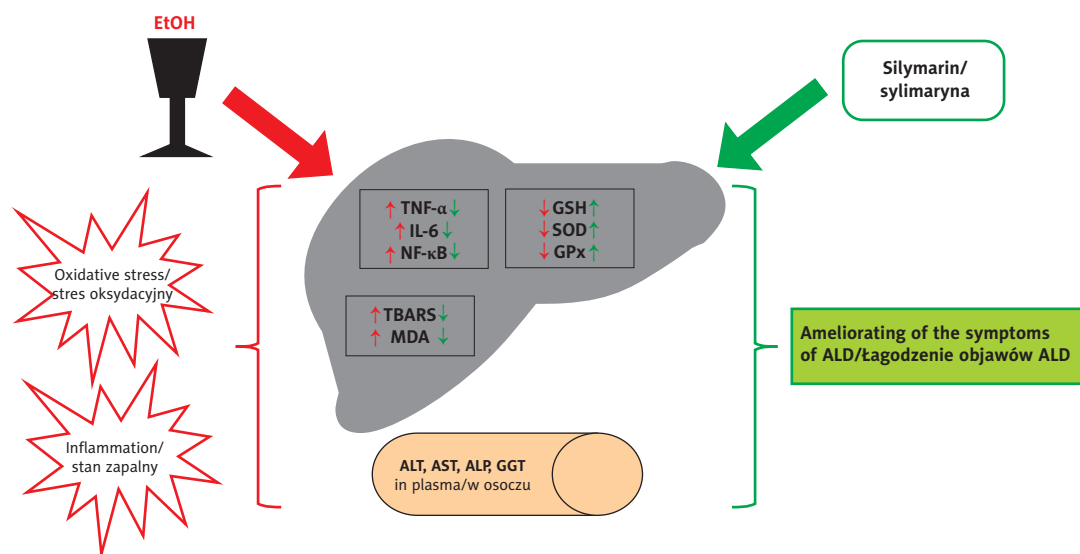 EtOH
Silymarin/
sylimaryna
↑ TNF-α ↓
↑ IL-6 ↓
↑ NF-κB ↓
↓ GSH ↑
↓ SOD ↑
↓ GPx ↑
Oxidative stress/
stres oksydacyjny
↑ TBARS ↓
↑ MDA ↓
Ameliorating of the symptoms
of ALD/Łagodzenie objawów ALD
Inflammation/
stan zapalny
ALT, AST, ALP, GGT
in plasma/w osoczu